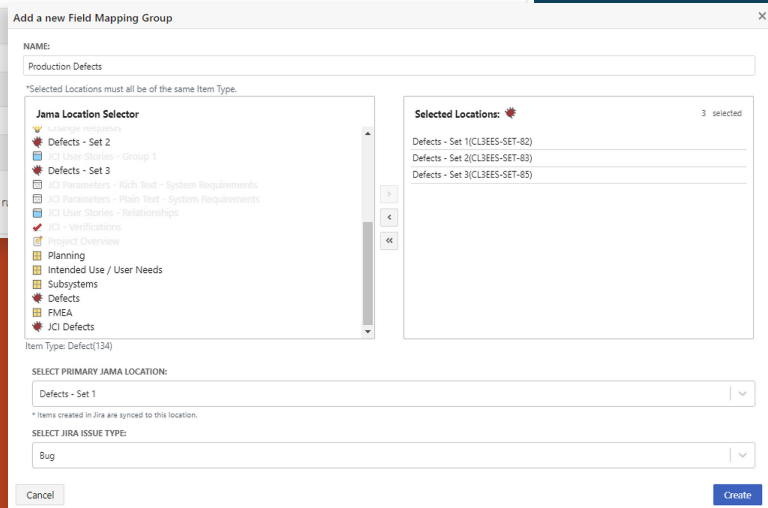 Add a new Field Mapping Group
×
NAME:
Production Defects
*Selected Locations must all be of the same Item Type.
Jama Location Selector
Change Requests
Defects - Set 2
JCI User Stories - Group 1
Defects - Set 3
JCI Parameters - Rich Text - System Requirements
JCI Parameters - Plain Text - System Requirements
JCI User Stories - Relationships
JCI - Verifications
Project Overview
Planning
Intended Use / User Needs
Subsystems
Defects
FMEA
JCI Defects
Item Type: Defect(134)
>
<
«
Selected Locations:
3 selected
Defects - Set 1(CL3EES-SET-82)
Defects - Set 2(CL3EES-SET-83)
Defects - Set 3(CL3EES-SET-85)
SELECT PRIMARY JAMA LOCATION:
Defects - Set 1
* Items created in Jira are synced to this location.
SELECT JIRA ISSUE TYPE:
Bug
Cancel
Create